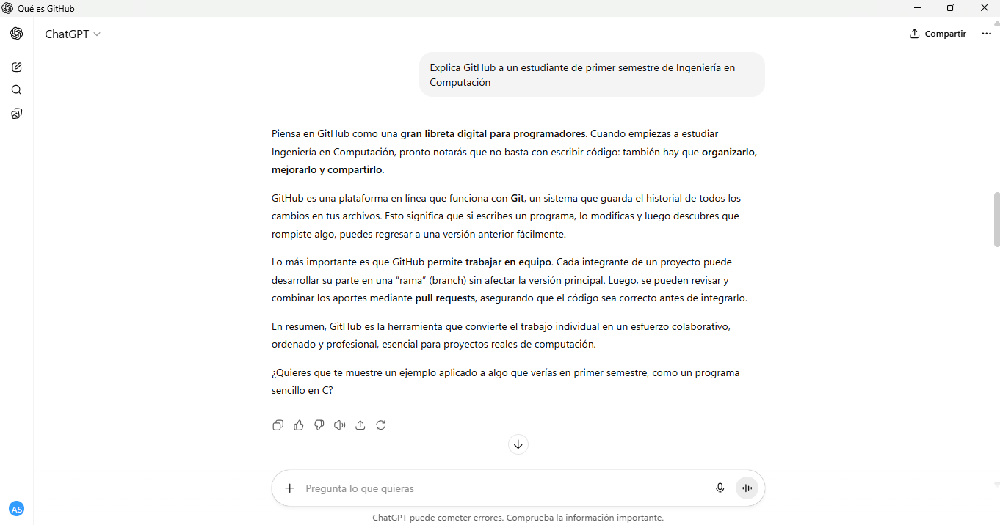 Qué es GitHub
ChatGPT
Compartir
Explica GitHub a un estudiante de primer semestre de Ingeniería en
Computación
Piensa en GitHub como una gran libreta digital para programadores. Cuando empiezas a estudiar
Ingeniería en Computación, pronto notarás que no basta con escribir código: también hay que organizarlo,
mejorarlo y compartirlo.
GitHub es una plataforma en línea que funciona con Git, un sistema que guarda el historial de todos los
cambios en tus archivos. Esto significa que si escribes un programa, lo modificas y luego descubres que
rompiste algo, puedes regresar a una versión anterior fácilmente.
Lo más importante es que GitHub permite trabajar en equipo. Cada integrante de un proyecto puede
desarrollar su parte en una “rama” (branch) sin afectar la versión principal. Luego, se pueden revisar y
combinar los aportes mediante pull requests, asegurando que el código sea correcto antes de integrarlo.
En resumen, GitHub es la herramienta que convierte el trabajo individual en un esfuerzo colaborativo,
ordenado y profesional, esencial para proyectos reales de computación.
¿Quieres que te muestre un ejemplo aplicado a algo que verías en primer semestre, como un programa
sencillo en C?
Pregunta lo que quieras
AS
ChatGPT puede cometer errores. Comprueba la información importante.